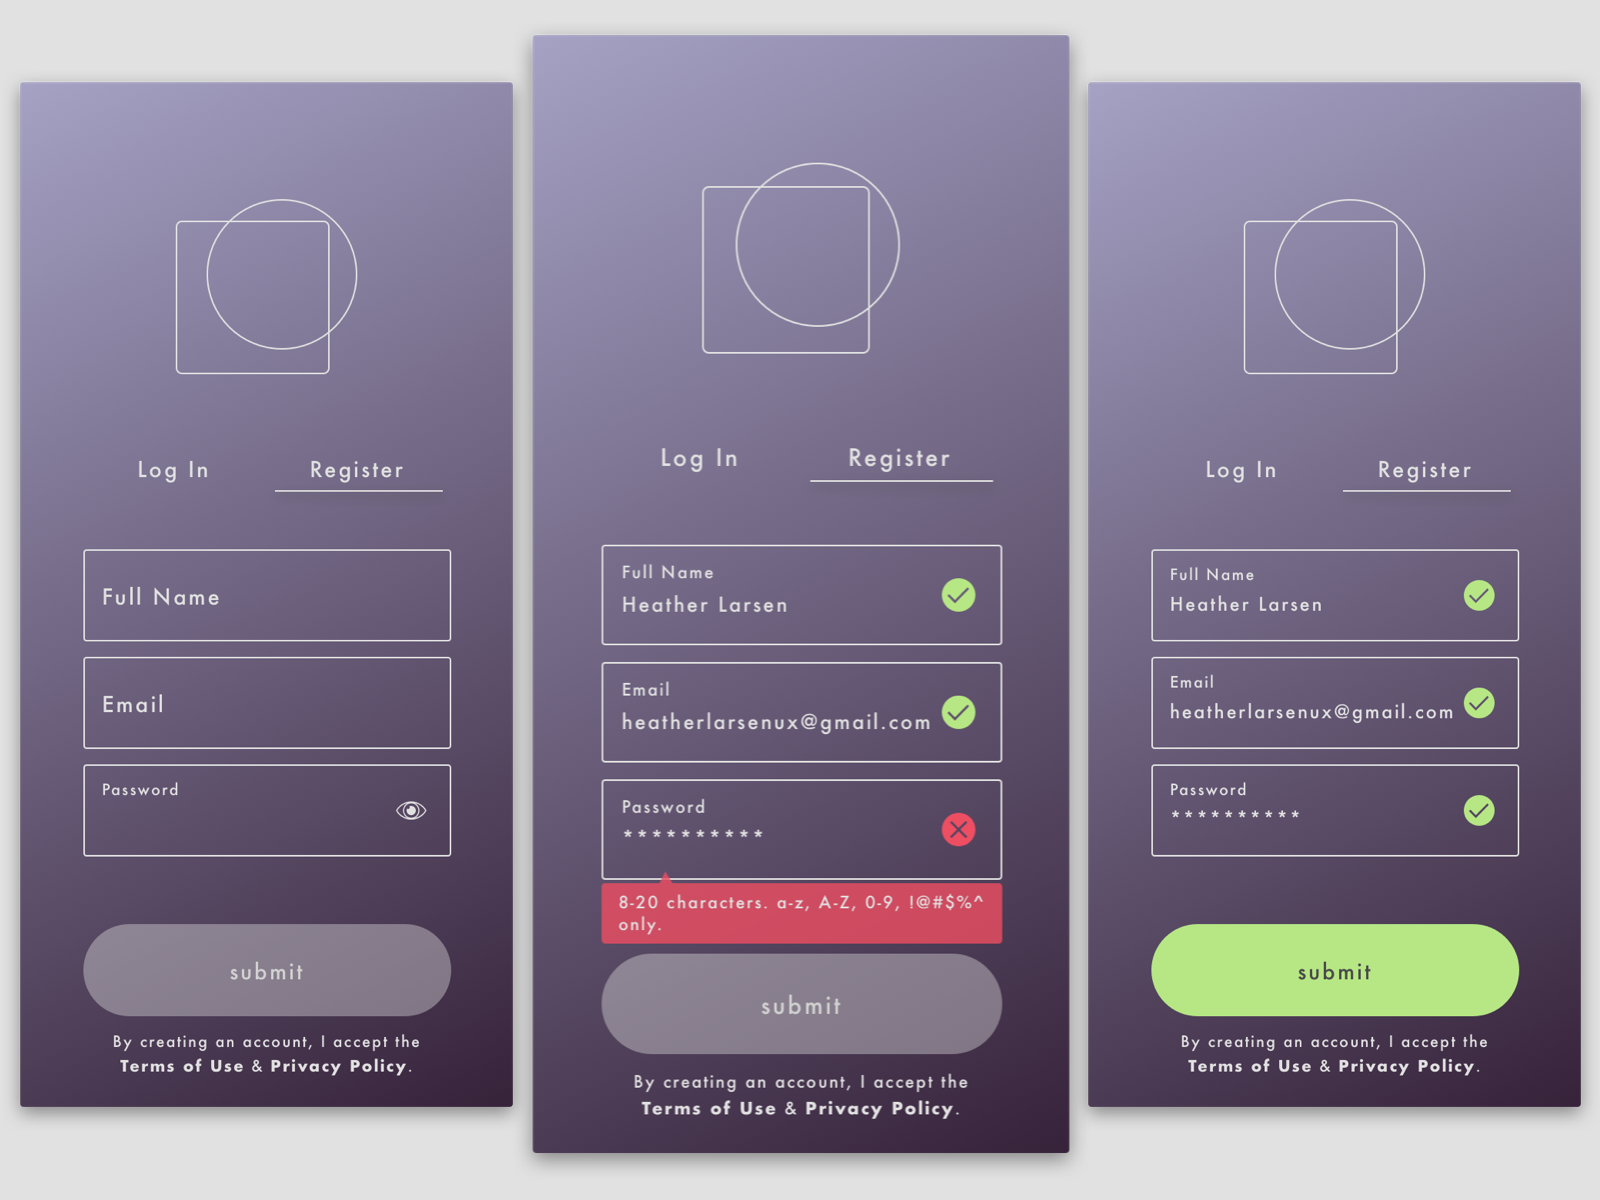 Log In Register
Full Name
Email
Password
submit
By creating an account, I accept the
Terms of Use & Privacy Policy.
Log In Register
Full Name
Heather Larsen
Email
heatherlarsenux@gmail.com
Password
**********
8-20 characters. a-z, A-Z, 0-9, !@#$%^
only.
submit
By creating an account, I accept the
Terms of Use & Privacy Policy.
Log In Register
Full Name
Heather Larsen
Email
heatherlarsenux@gmail.com
Password
**********
submit
By creating an account, I accept the
Terms of Use & Privacy Policy.